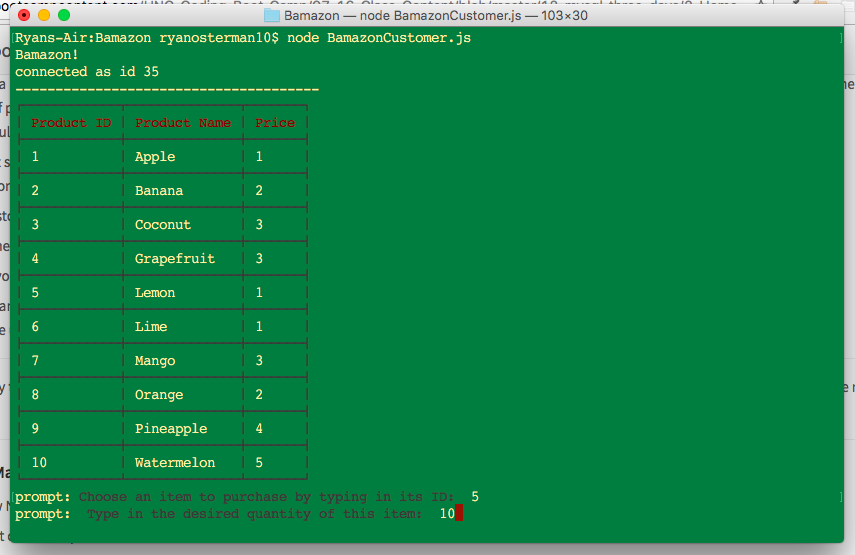 Bamazon — node BamazonCustomer.js — 103×30
Ryans-Air:Bamazon ryanosterman10$ node BamazonCustomer.js
Bamazon!
connected as id 35
--------------------------------------
Product ID | Product Name | Price
1 | Apple | 1
2 | Banana | 2
3 | Coconut | 3
4 | Grapefruit | 3
5 | Lemon | 1
6 | Lime | 1
7 | Mango | 3
8 | Orange | 2
9 | Pineapple | 4
10 | Watermelon | 5
prompt: Choose an item to purchase by typing in its ID: 5
prompt: Type in the desired quantity of this item: 10